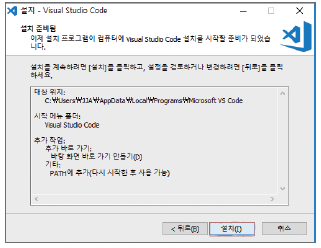 설치 - Visual Studio Code
설치 준비됨
이제 설치 프로그램이 컴퓨터에 Visual Studio Code 설치을 시작할 준비가 되었습
니다.
설치를 계속하려면 [설치]를 클릭하고, 설정을 검토하거나 변경하려면 [뒤로]를 클릭
하세요.
대상 위치:
C:₩Users₩JJA₩AppData₩Local₩Programs₩Microsoft VS Code
시작 메뉴 폴더:
Visual Studio Code
추가 작업:
추가 바로 가기:
바탕 화면 바로 가기 만들기(D)
기타:
PATH에 추가(다시 시작한 후 사용 가능)
< 뒤로(B)
설치(I)
취소